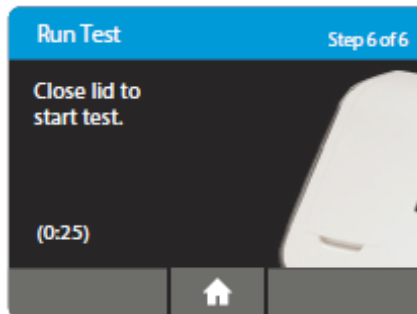 Run Test
Step 6 of 6
Close lid to
start test.
(0:25)